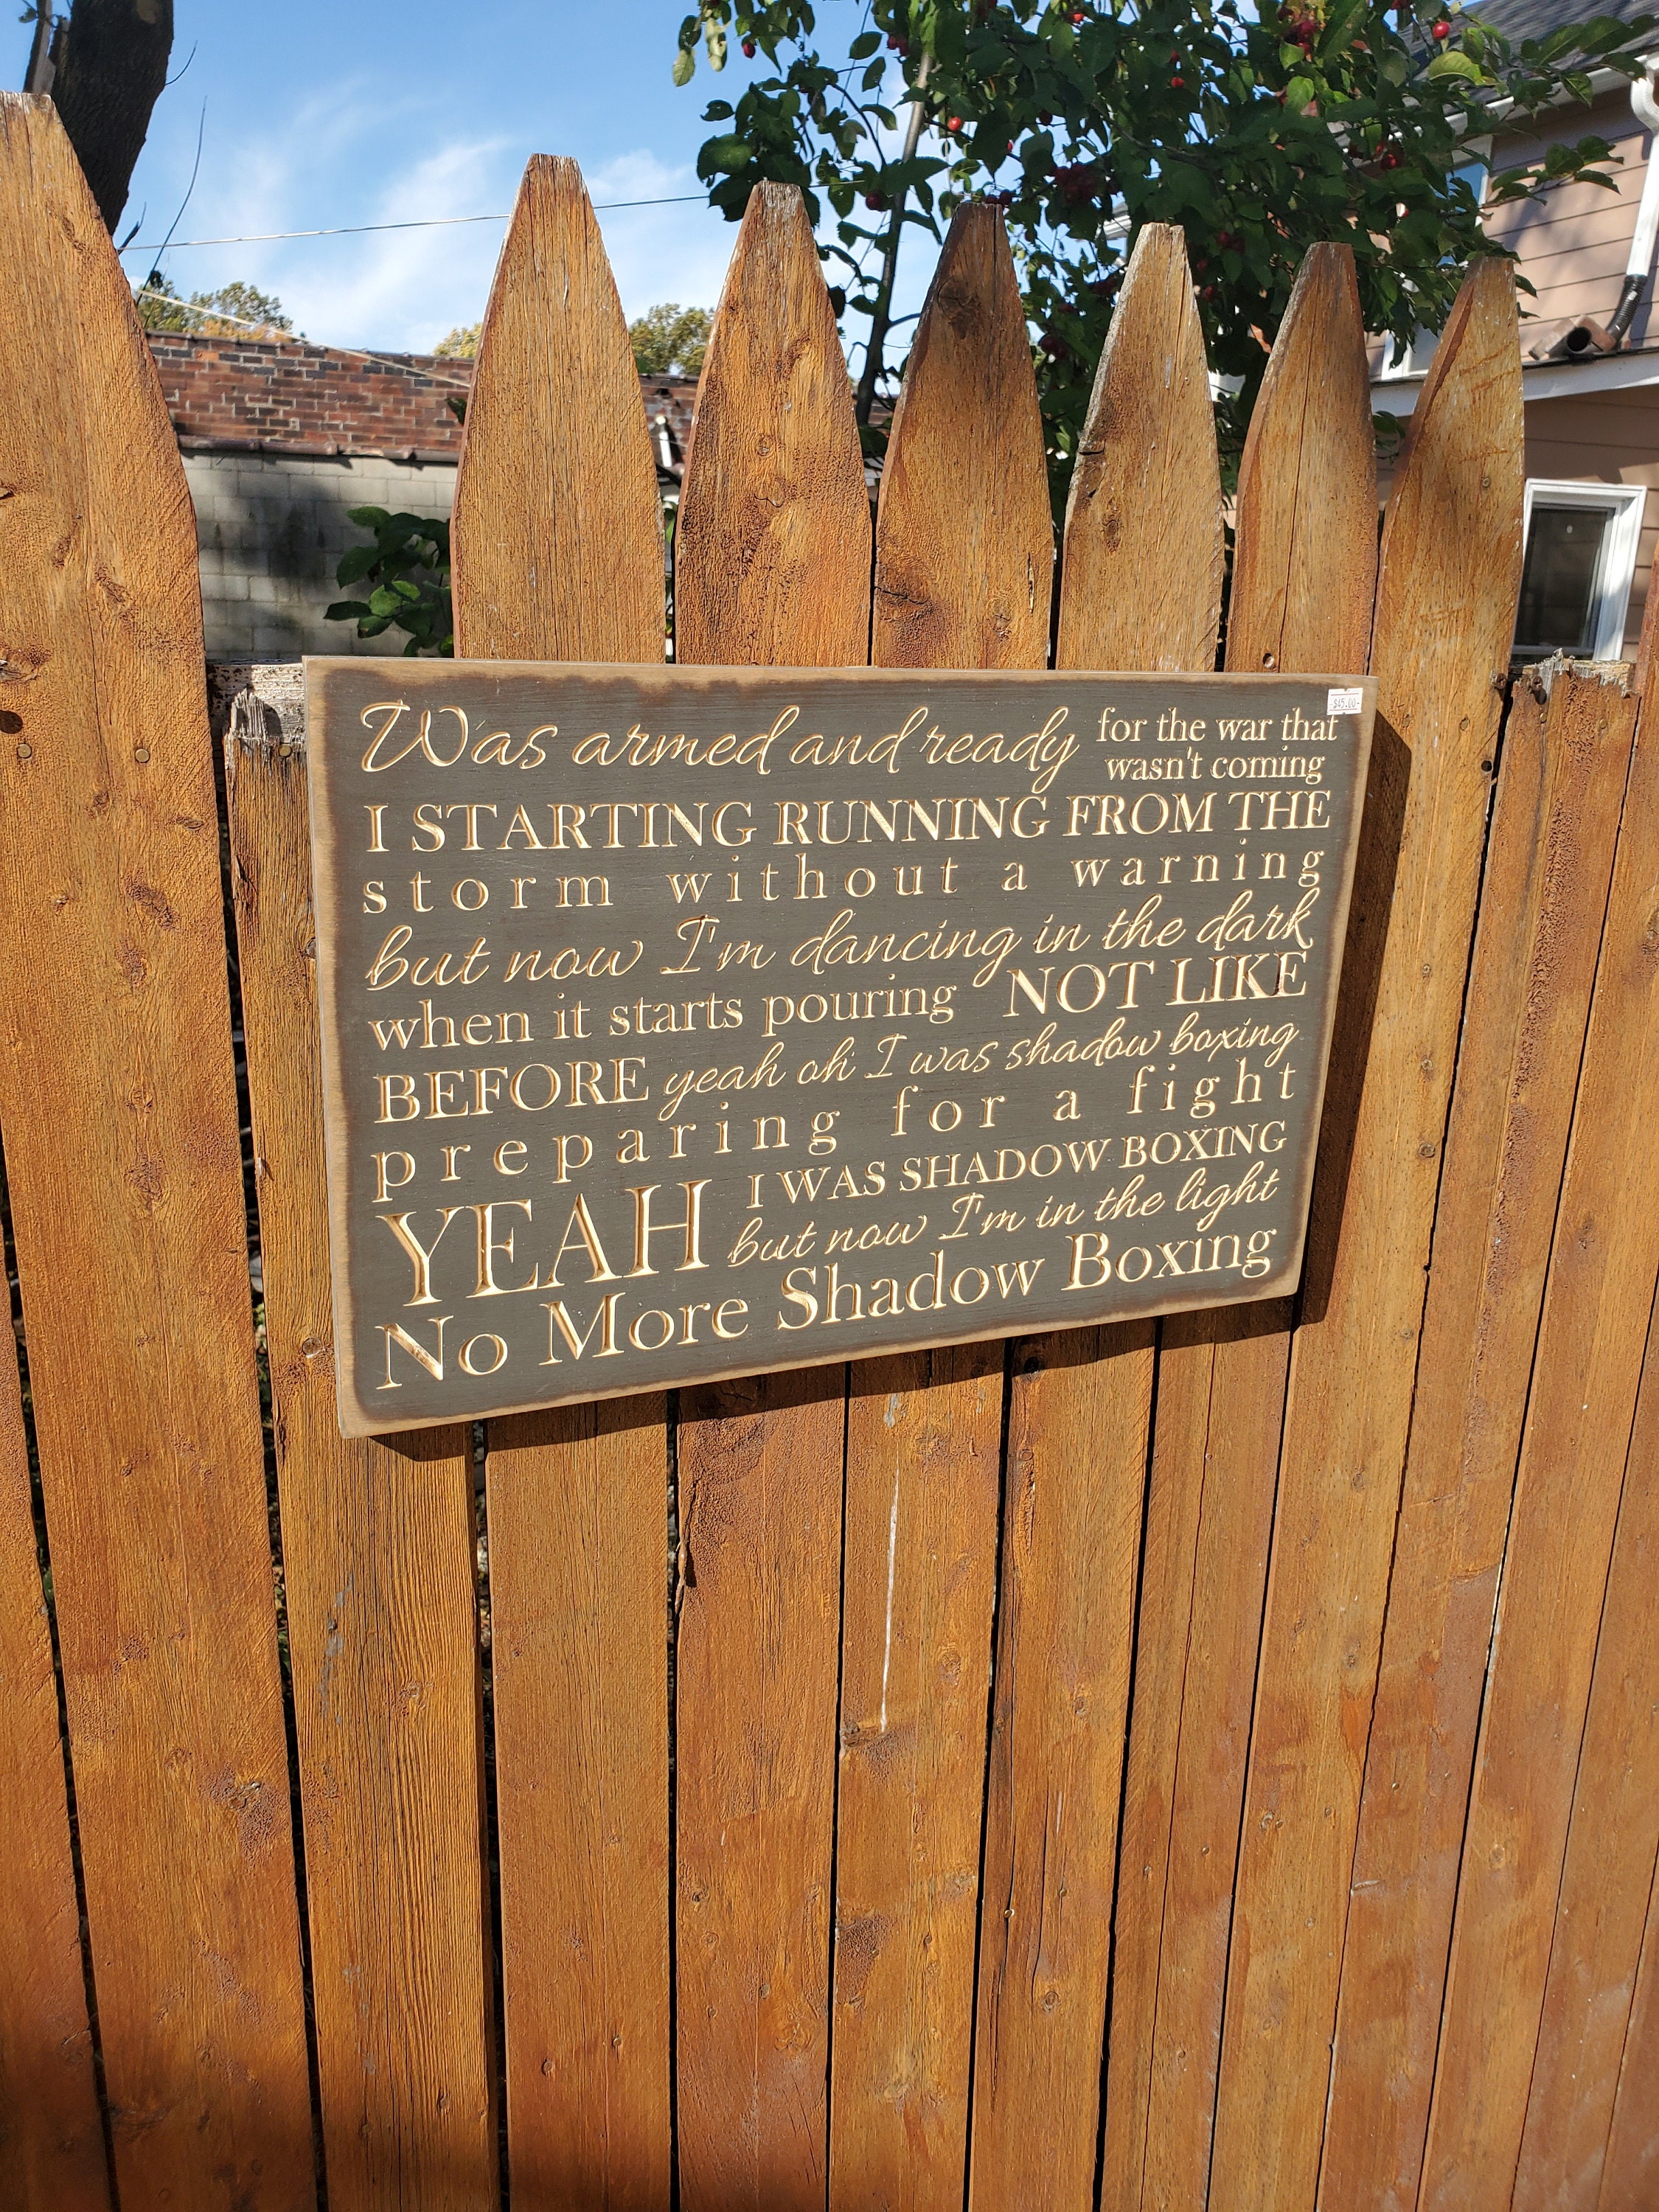 $45.00
Was armed and ready for the war that
wasn't coming
I STARTING RUNNING FROM THE
storm without a warning
but now I'm dancing in the dark
when it starts pouring NOT LIKE
BEFORE yeah oh I was shadow boxing
preparing for a fight
YEAH I WAS SHADOW BOXING
but now I'm in the light
No More Shadow Boxing